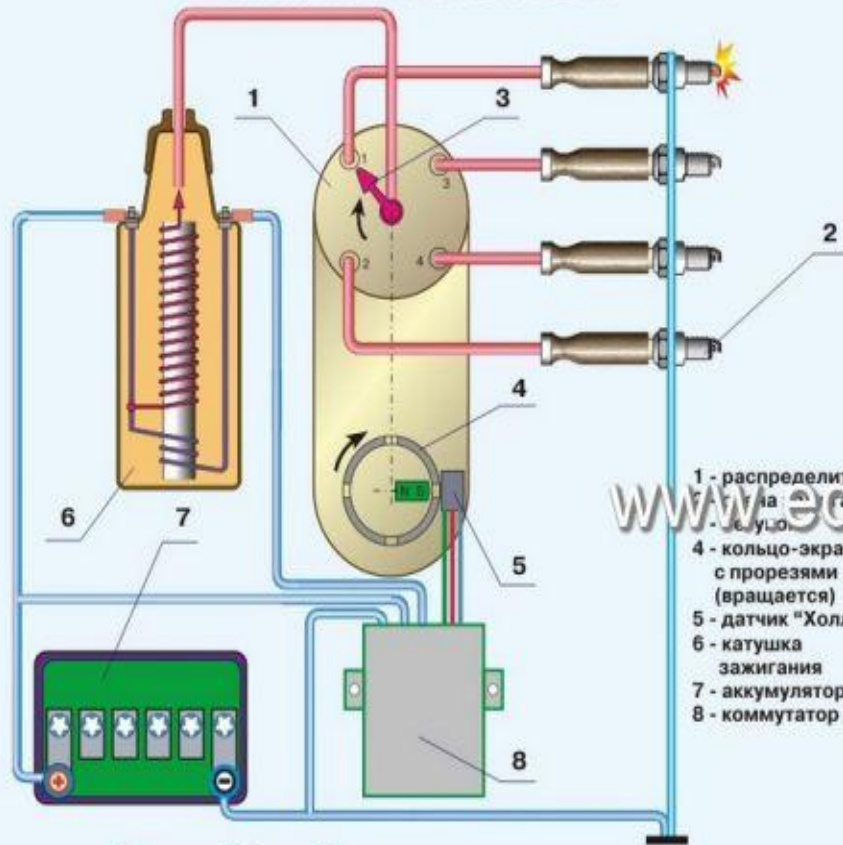 1
3
1
3
2
4
2
4
N S
6
7
5
8
+
-
1 - распределит
www.ec
4 - кольцо-экра
с прорезями
(вращается)
5 - датчик "Холл
6 - катушка
зажигания
7 - аккумулятор
8 - коммутатор